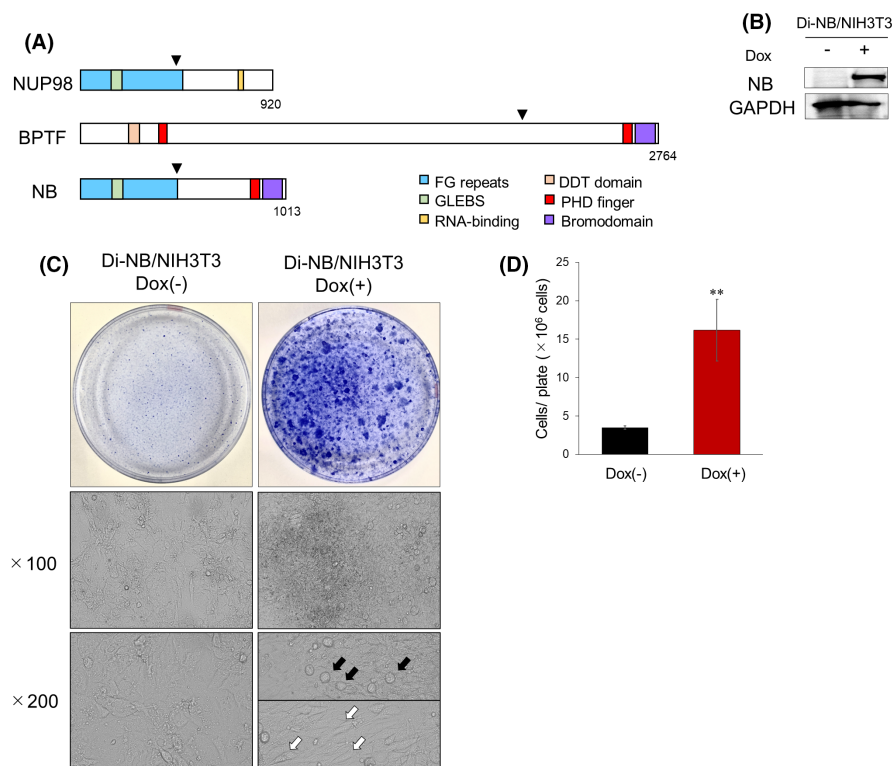 (A)
NUP98
920
BPTF
2764
NB
1013
FG repeats
GLEBS
RNA-binding
DDT domain
PHD finger
Bromodomain
(B)
Di-NB/NIH3T3
Dox - +
NB
GAPDH
(C)
Di-NB/NIH3T3
Dox(-)
Di-NB/NIH3T3
Dox(+)
×100
×200
(D)
Cells/ plate (×10⁶ cells)
25
20
15
10
5
0
**
Dox(-)
Dox(+)